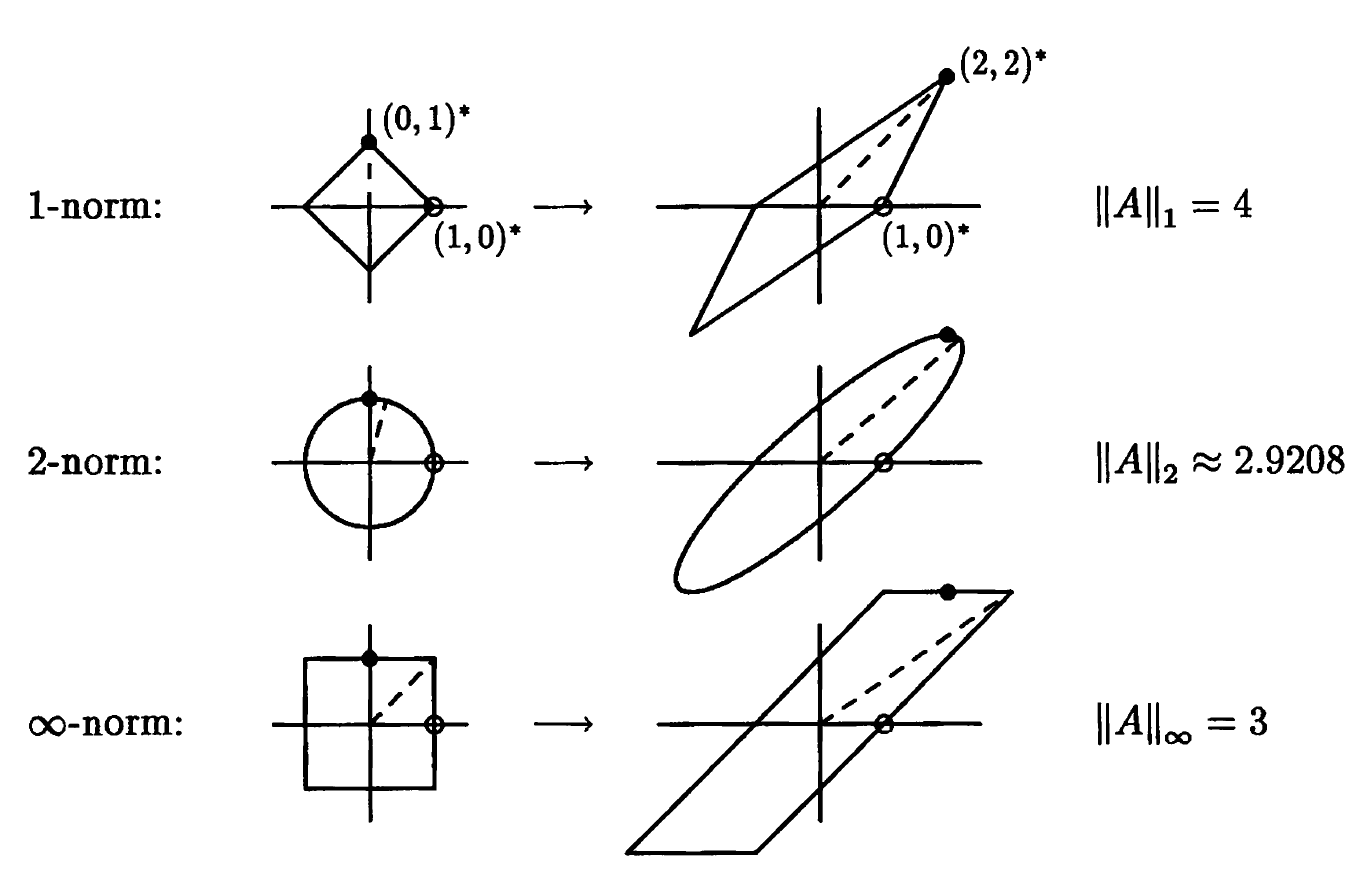 (2, 2)*
(0, 1)*
1-norm: ⟶ ‖A‖₁ = 4
(1, 0)* (1, 0)*
2-norm: ⟶ ‖A‖₂ ≈ 2.9208
∞-norm: ⟶ ‖A‖∞ = 3